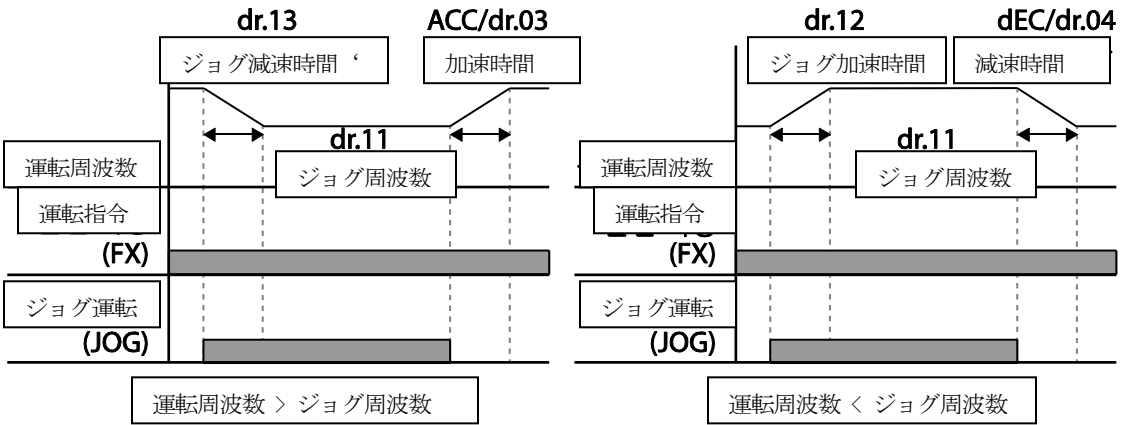 dr.13
ACC/dr.03
ジョグ減速時間‘
加速時間
dr.11
ジョグ周波数
運転周波数
運転指令
(FX)
ジョグ運転
(JOG)
運転周波数 > ジョグ周波数
dr.12
dEC/dr.04
ジョグ加速時間
減速時間
dr.11
ジョグ周波数
運転周波数
運転指令
(FX)
ジョグ運転
(JOG)
運転周波数 < ジョグ周波数